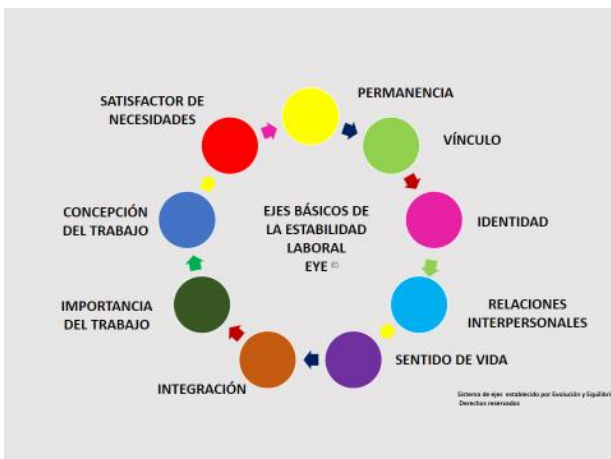 PERMANENCIA
SATISFACTOR DE
NECESIDADES
VÍNCULO
CONCEPCIÓN
DEL TRABAJO
EJES BÁSICOS DE
LA ESTABILIDAD
LABORAL
EYE ©
IDENTIDAD
IMPORTANCIA
DEL TRABAJO
RELACIONES
INTERPERSONALES
SENTIDO DE VIDA
INTEGRACIÓN
Sistema de ejes establecido por Evolución y Equilibri
Derechos reservados